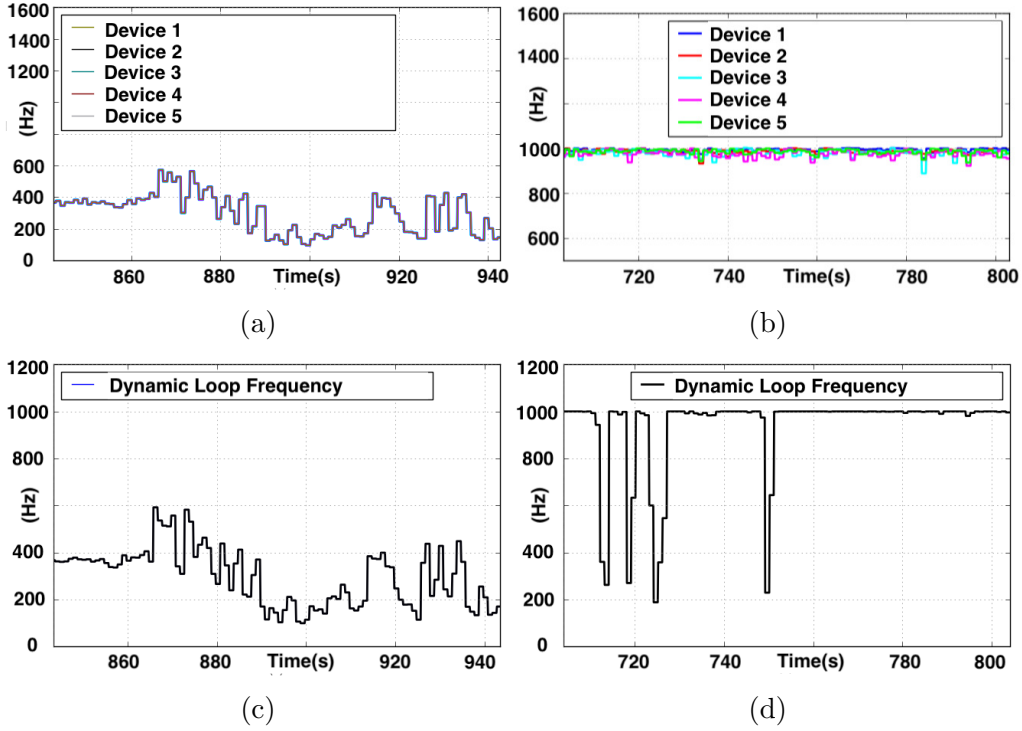 1600
1400
1200
(Hz)
600
400
200
0
Device 1
Device 2
Device 3
Device 4
Device 5
860
880
Time(s)
920
940
(a)
1600
1400
(Hz)
1000
800
600
Device 1
Device 2
Device 3
Device 4
Device 5
720
740
Time(s)
780
800
(b)
1200
1000
800
(Hz)
400
200
0
Dynamic Loop Frequency
860
880
Time(s)
920
940
(c)
1200
1000
800
(Hz)
400
200
0
Dynamic Loop Frequency
720
740
Time(s)
780
800
(d)